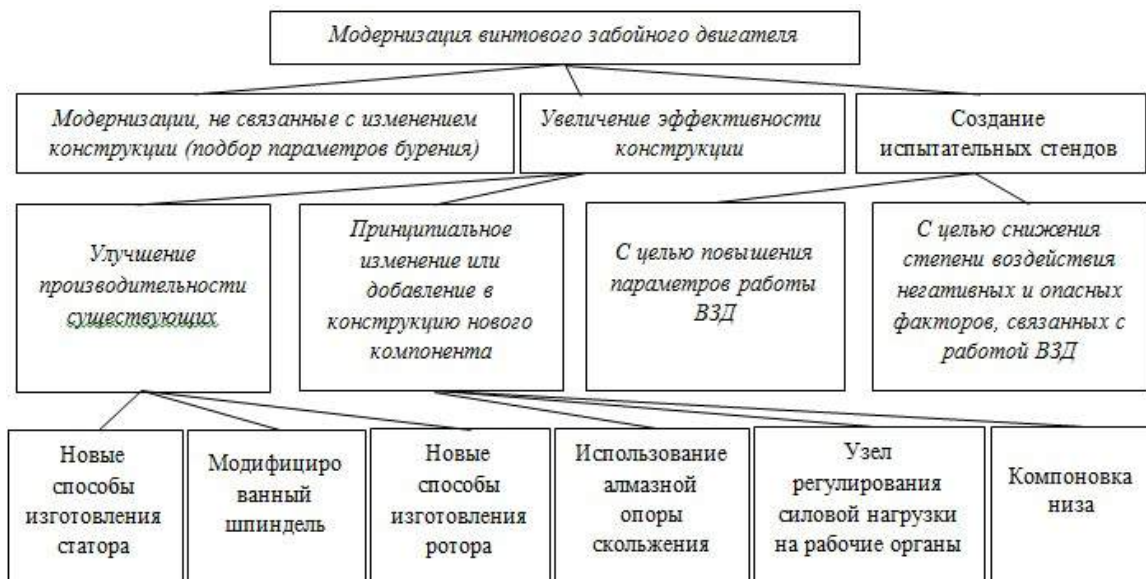 Модернизация винтового забойного двигателя
Модернизации, не связанные с изменением
конструкции (подбор параметров бурения)
Увеличение эффективности
конструкции
Создание
испытательных стендов
Улучшение
производительности
существующих
Принципиальное
изменение или
добавление в
конструкцию нового
компонента
С целью повышения
параметров работы
ВЗД
С целью снижения
степени воздействия
негативных и опасных
факторов, связанных с
работой ВЗД
Новые
способы
изготовления
статора
Модифициро
ванный
шпиндель
Новые
способы
изготовления
ротора
Использование
алмазной
опоры
скольжения
Узел
регулирования
силовой нагрузки
на рабочие органы
Компоновка
низа